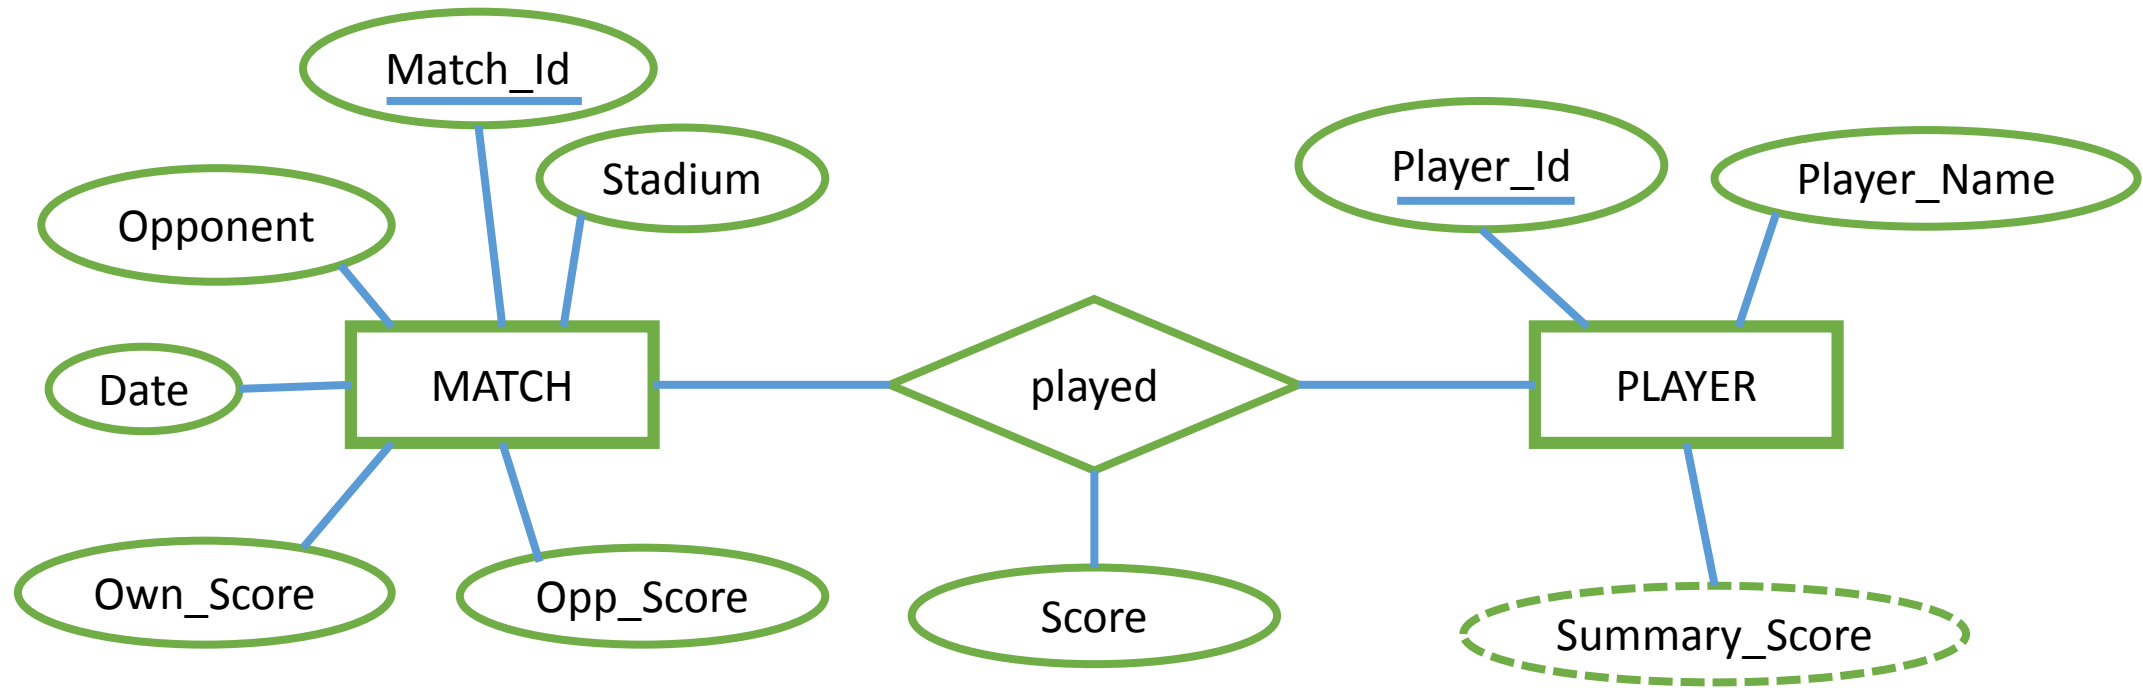 Match_Id
Stadium
Opponent
Player_Id
Player_Name
Date
MATCH
played
PLAYER
Own_Score
Opp_Score
Score
Summary_Score